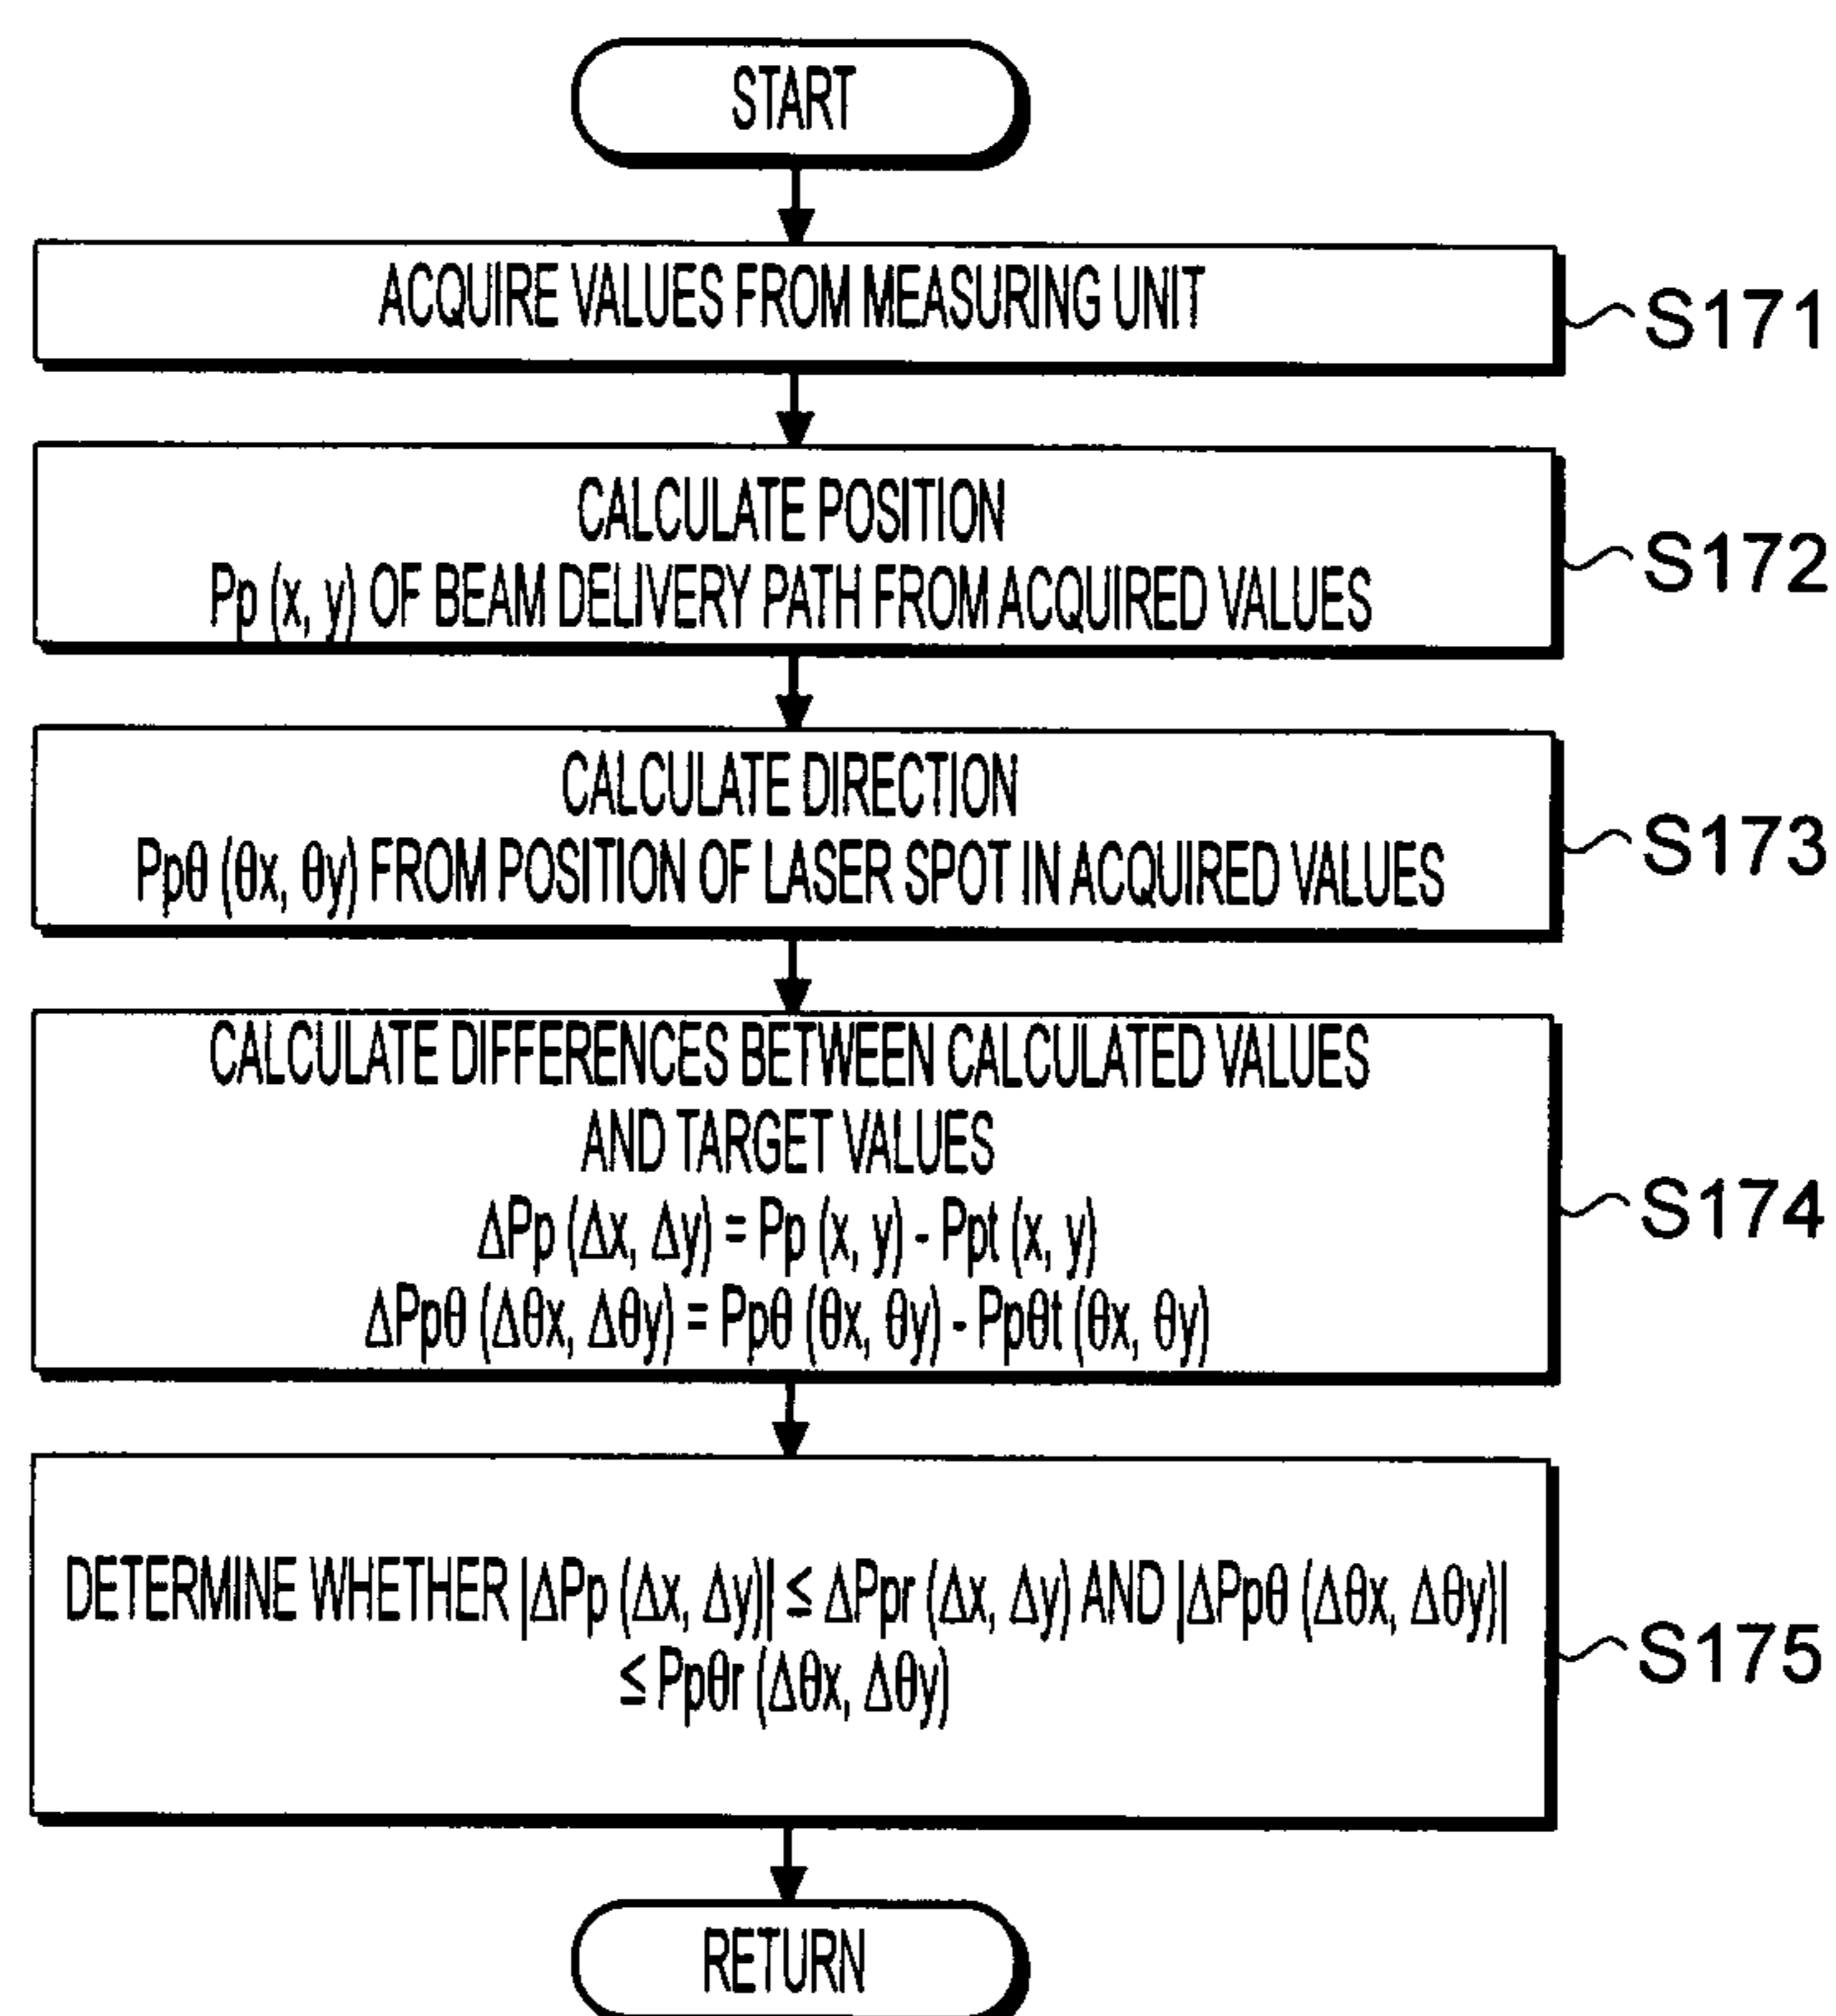 START
ACQUIRE VALUES FROM MEASURING UNIT
S171
CALCULATE POSITION
Pp (x, y) OF BEAM DELIVERY PATH FROM ACQUIRED VALUES
S172
CALCULATE DIRECTION
Ppθ (θx, θy) FROM POSITION OF LASER SPOT IN ACQUIRED VALUES
S173
CALCULATE DIFFERENCES BETWEEN CALCULATED VALUES
AND TARGET VALUES
ΔPp (Δx, Δy) = Pp (x, y) - Ppt (x, y)
ΔPpθ (Δθx, Δθy) = Ppθ (θx, θy) - Ppθt (θx, θy)
S174
DETERMINE WHETHER |ΔPp (Δx, Δy)| ≤ ΔPpr (Δx, Δy) AND |ΔPpθ (Δθx, Δθy)|
≤ Ppθr (Δθx, Δθy)
S175
RETURN